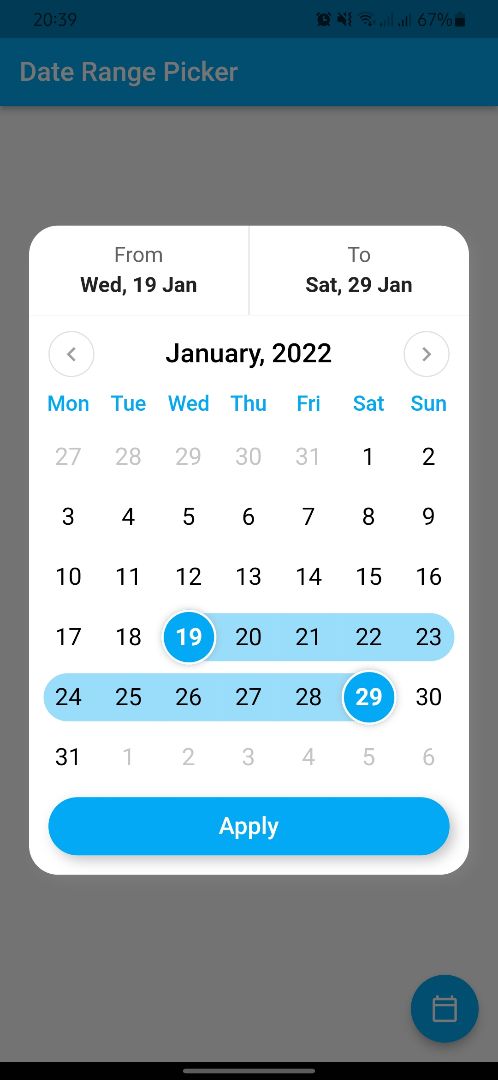 20:39 67%
Date Range Picker
From To
Wed, 19 Jan Sat, 29 Jan
January, 2022
Mon Tue Wed Thu Fri Sat Sun
27 28 29 30 31 1 2
3 4 5 6 7 8 9
10 11 12 13 14 15 16
17 18 19 20 21 22 23
24 25 26 27 28 29 30
31 1 2 3 4 5 6
Apply